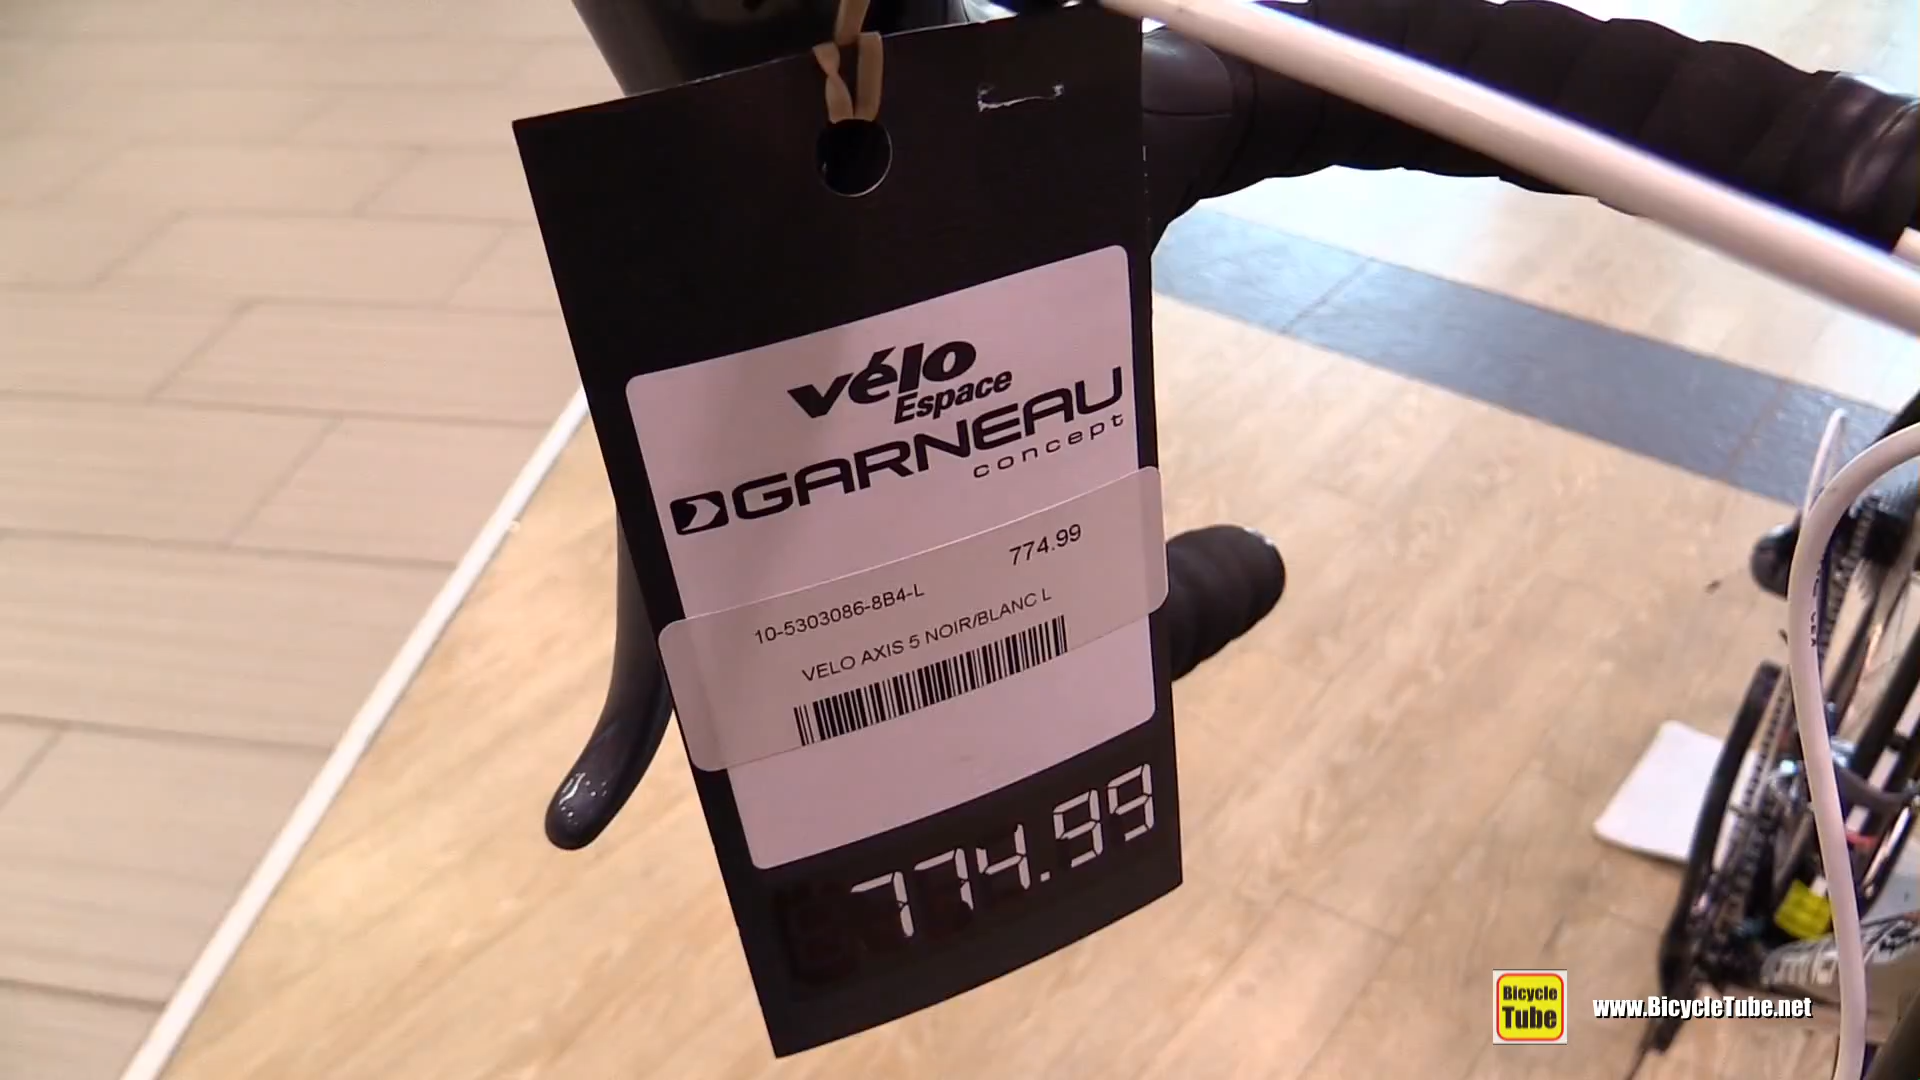 vélo
Espace
GARNEAU
concept
774.99
10-5303086-8B4-L
VELO AXIS 5 NOIR/BLANC L
774.99
Bicycle
Tube
www.BicycleTube.net